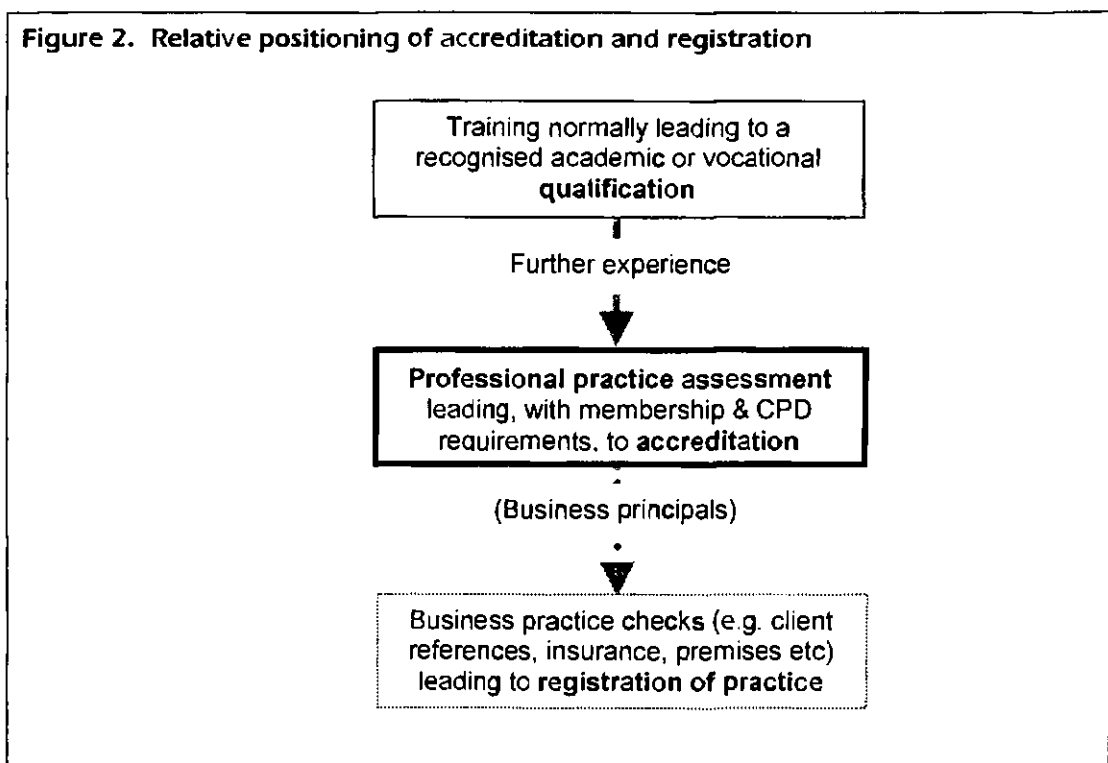 Figure 2. Relative positioning of accreditation and registration
Training normally leading to a
recognised academic or vocational
qualification
Further experience
Professional practice assessment
leading, with membership & CPD
requirements, to accreditation
(Business principals)
Business practice checks (e.g. client
references, insurance, premises etc)
leading to registration of practice